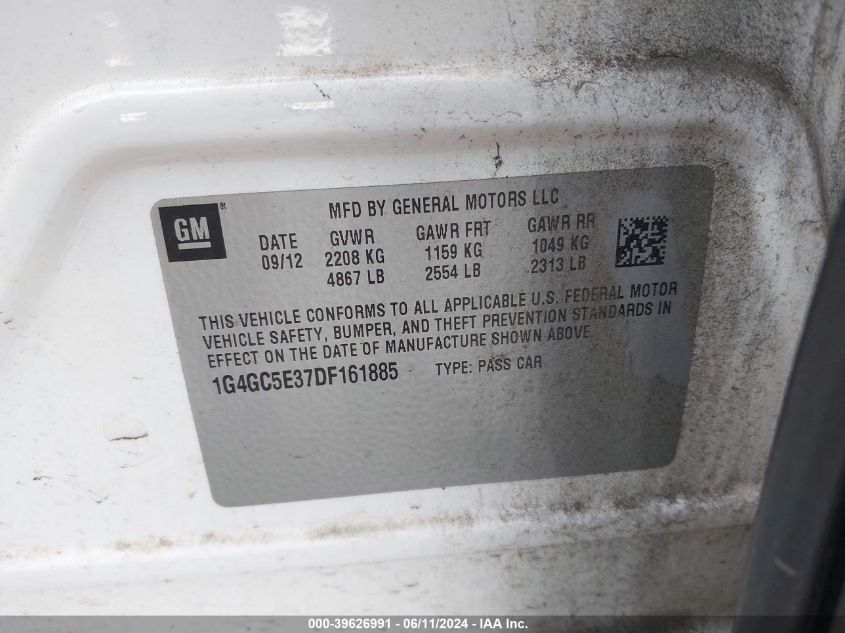 GM®
MFD BY GENERAL MOTORS LLC
DATE GVWR GAWR FRT GAWR RR
09/12 2208 KG 1159 KG 1049 KG
4867 LB 2554 LB 2313 LB
THIS VEHICLE CONFORMS TO ALL APPLICABLE U.S. FEDERAL MOTOR
VEHICLE SAFETY, BUMPER, AND THEFT PREVENTION STANDARDS IN
EFFECT ON THE DATE OF MANUFACTURE SHOWN ABOVE.
1G4GC5E37DF161885 TYPE: PASS CAR
000-39626991 - 06/11/2024 - IAA Inc.